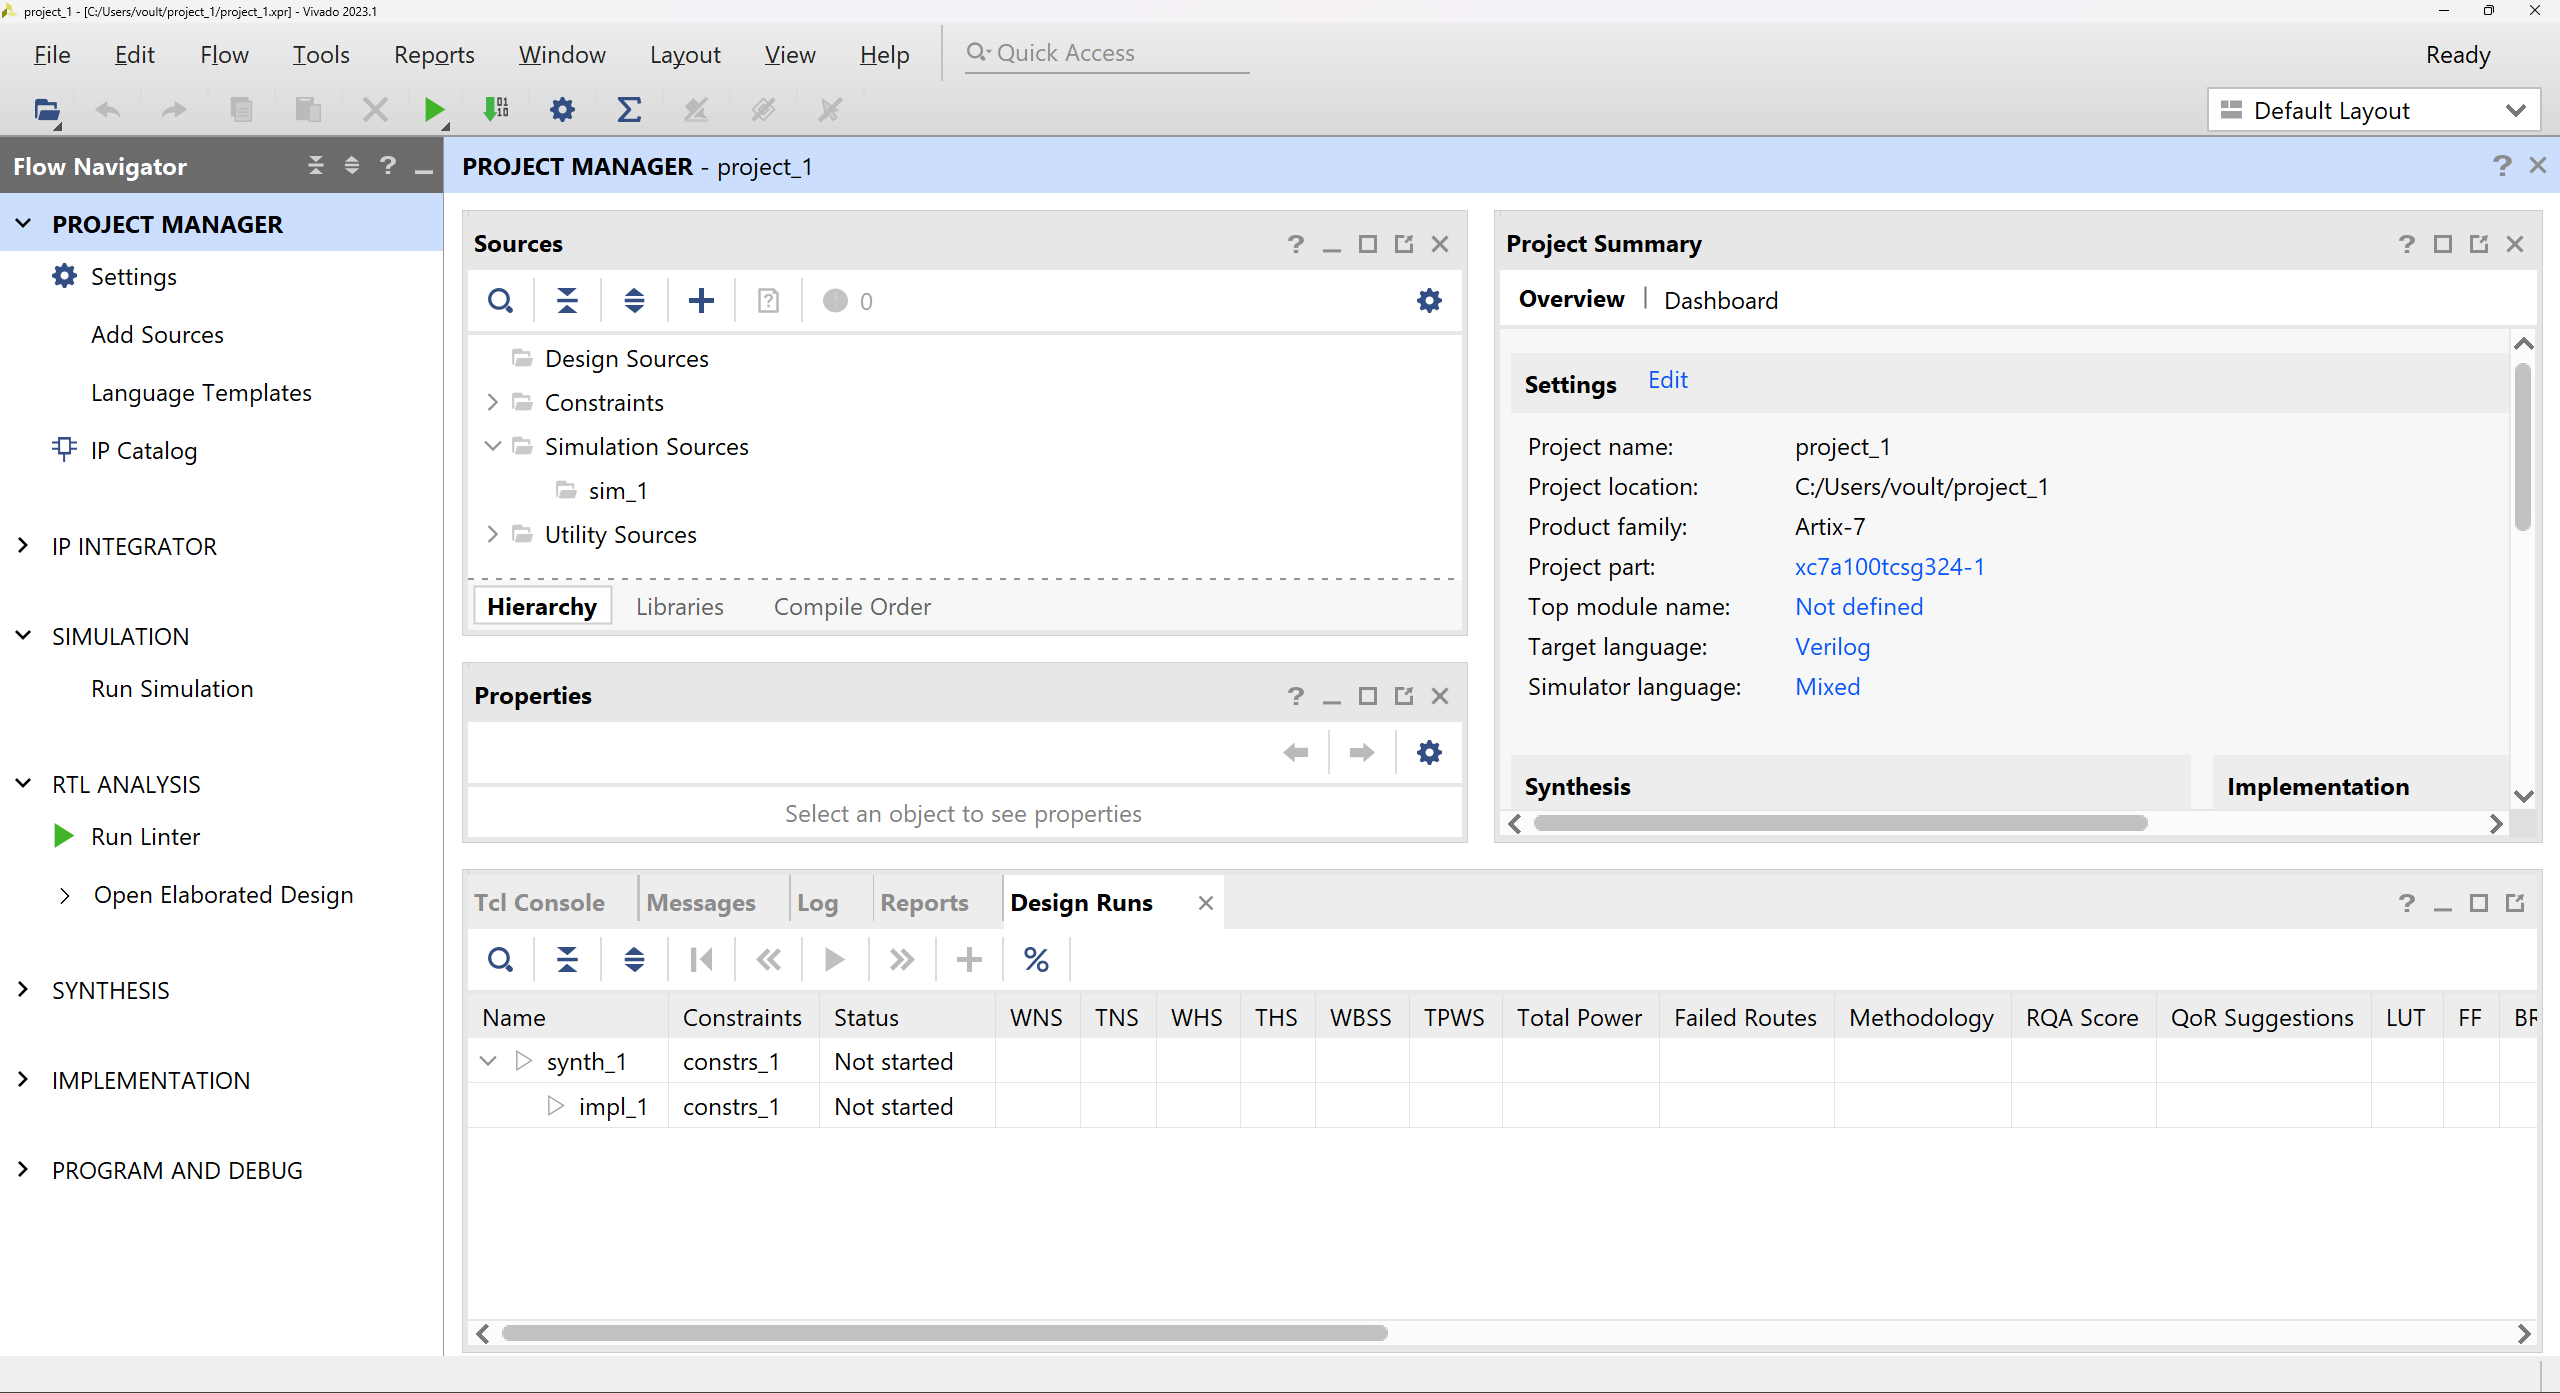 project_1 - [C:/Users/voult/project_1/project_1.xpr] - Vivado 2023.1
File Edit Flow Tools Reports Window Layout View Help Quick Access Ready
Default Layout
Flow Navigator
PROJECT MANAGER
Settings
Add Sources
Language Templates
IP Catalog
IP INTEGRATOR
SIMULATION
Run Simulation
RTL ANALYSIS
Run Linter
Open Elaborated Design
SYNTHESIS
IMPLEMENTATION
PROGRAM AND DEBUG
PROJECT MANAGER - project_1
Sources
0
Design Sources
Constraints
Simulation Sources
sim_1
Utility Sources
Hierarchy Libraries Compile Order
Properties
Select an object to see properties
Project Summary
Overview | Dashboard
Settings Edit
Project name: project_1
Project location: C:/Users/voult/project_1
Product family: Artix-7
Project part: xc7a100tcsg324-1
Top module name: Not defined
Target language: Verilog
Simulator language: Mixed
Synthesis Implementation
Tcl Console Messages Log Reports Design Runs
Name Constraints Status WNS TNS WHS THS WBSS TPWS Total Power Failed Routes Methodology RQA Score QoR Suggestions LUT FF
synth_1 constrs_1 Not started
impl_1 constrs_1 Not started